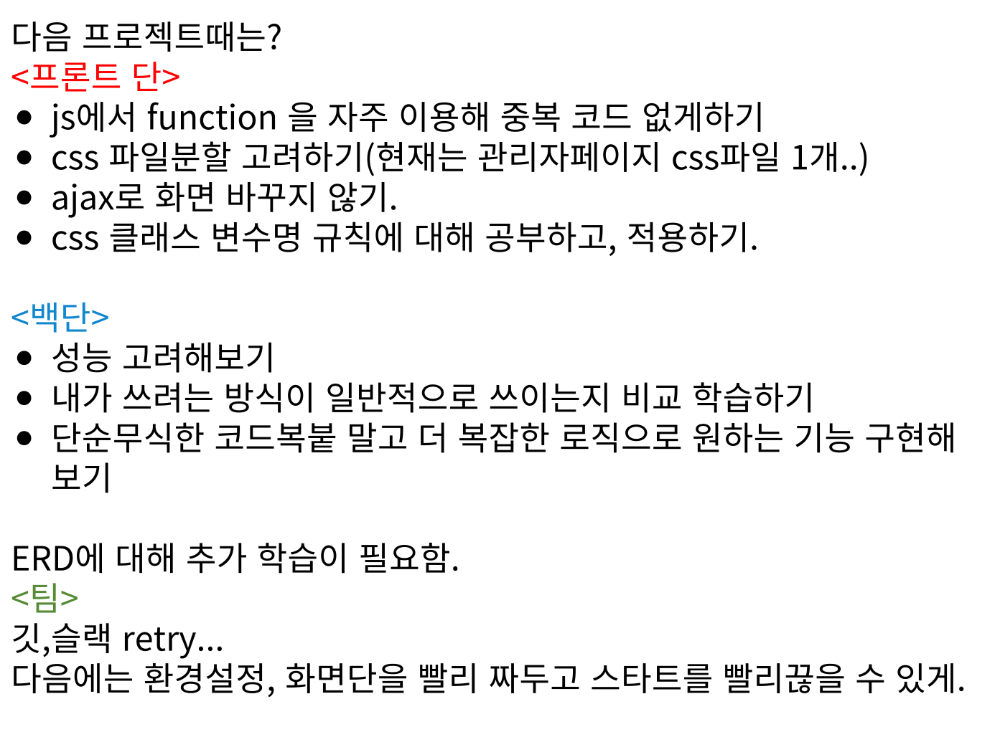 다음 프로젝트때는?
<프론트 단>
● js에서 function 을 자주 이용해 중복 코드 없게하기
● css 파일분할 고려하기(현재는 관리자페이지 css파일 1개..)
● ajax로 화면 바꾸지 않기.
● css 클래스 변수명 규칙에 대해 공부하고, 적용하기.
<백단>
● 성능 고려해보기
● 내가 쓰려는 방식이 일반적으로 쓰이는지 비교 학습하기
● 단순무식한 코드복붙 말고 더 복잡한 로직으로 원하는 기능 구현해
보기
ERD에 대해 추가 학습이 필요함.
<팀>
깃,슬랙 retry...
다음에는 환경설정, 화면단을 빨리 짜두고 스타트를 빨리끊을 수 있게.